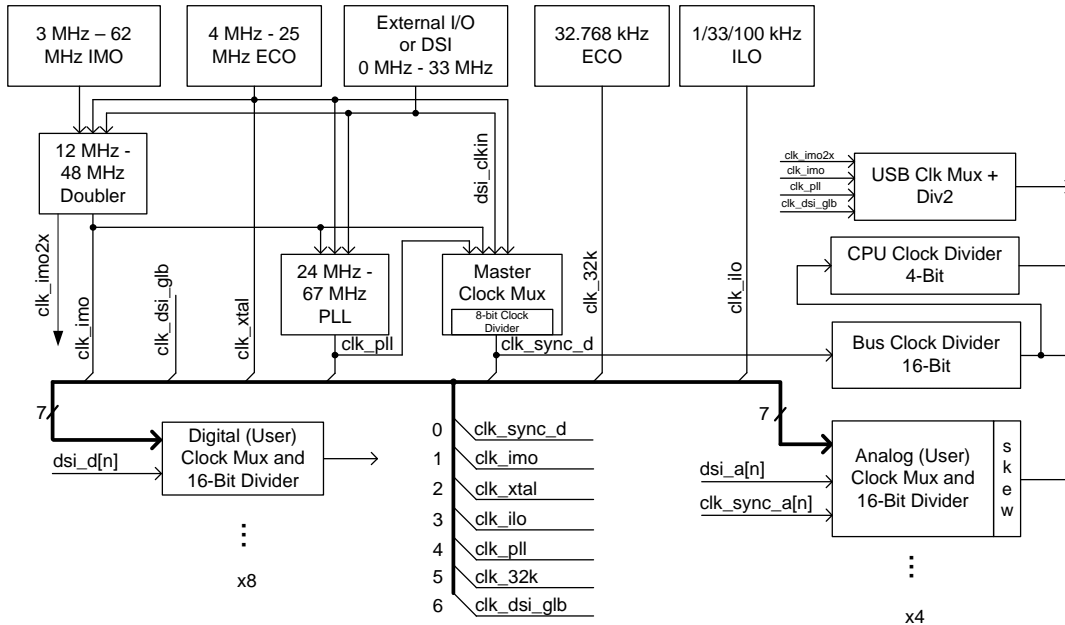 3 MHz – 62
MHz IMO
4 MHz - 25
MHz ECO
External I/O
or DSI
0 MHz - 33 MHz
32.768 kHz
ECO
1/33/100 kHz
ILO
12 MHz -
48 MHz
Doubler
dsi_clkin
clk_imo2x
clk_imo
clk_pll
clk_dsi_glb
USB Clk Mux +
Div2
24 MHz -
67 MHz
PLL
Master
Clock Mux
8-bit Clock
Divider
CPU Clock Divider
4-Bit
Bus Clock Divider
16-Bit
clk_imo2x
clk_imo
clk_dsi_glb
clk_xtal
clk_pll
clk_sync_d
clk_32k
clk_ilo
7
7
dsi_d[n]
Digital (User)
Clock Mux and
16-Bit Divider
x8
0 clk_sync_d
1 clk_imo
2 clk_xtal
3 clk_ilo
4 clk_pll
5 clk_32k
6 clk_dsi_glb
dsi_a[n]
clk_sync_a[n]
Analog (User)
Clock Mux and
16-Bit Divider
s
k
e
w
x4